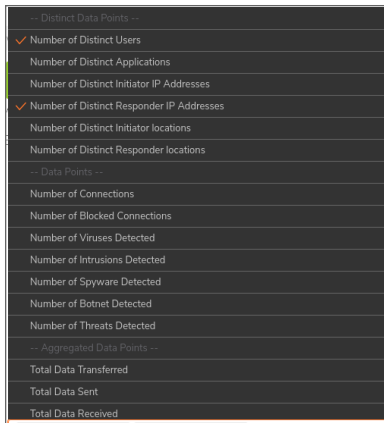 -- Distinct Data Points --
Number of Distinct Users
Number of Distinct Applications
Number of Distinct Initiator IP Addresses
Number of Distinct Responder IP Addresses
Number of Distinct Initiator locations
Number of Distinct Responder locations
-- Data Points --
Number of Connections
Number of Blocked Connections
Number of Viruses Detected
Number of Intrusions Detected
Number of Spyware Detected
Number of Botnet Detected
Number of Threats Detected
-- Aggregated Data Points --
Total Data Transferred
Total Data Sent
Total Data Received